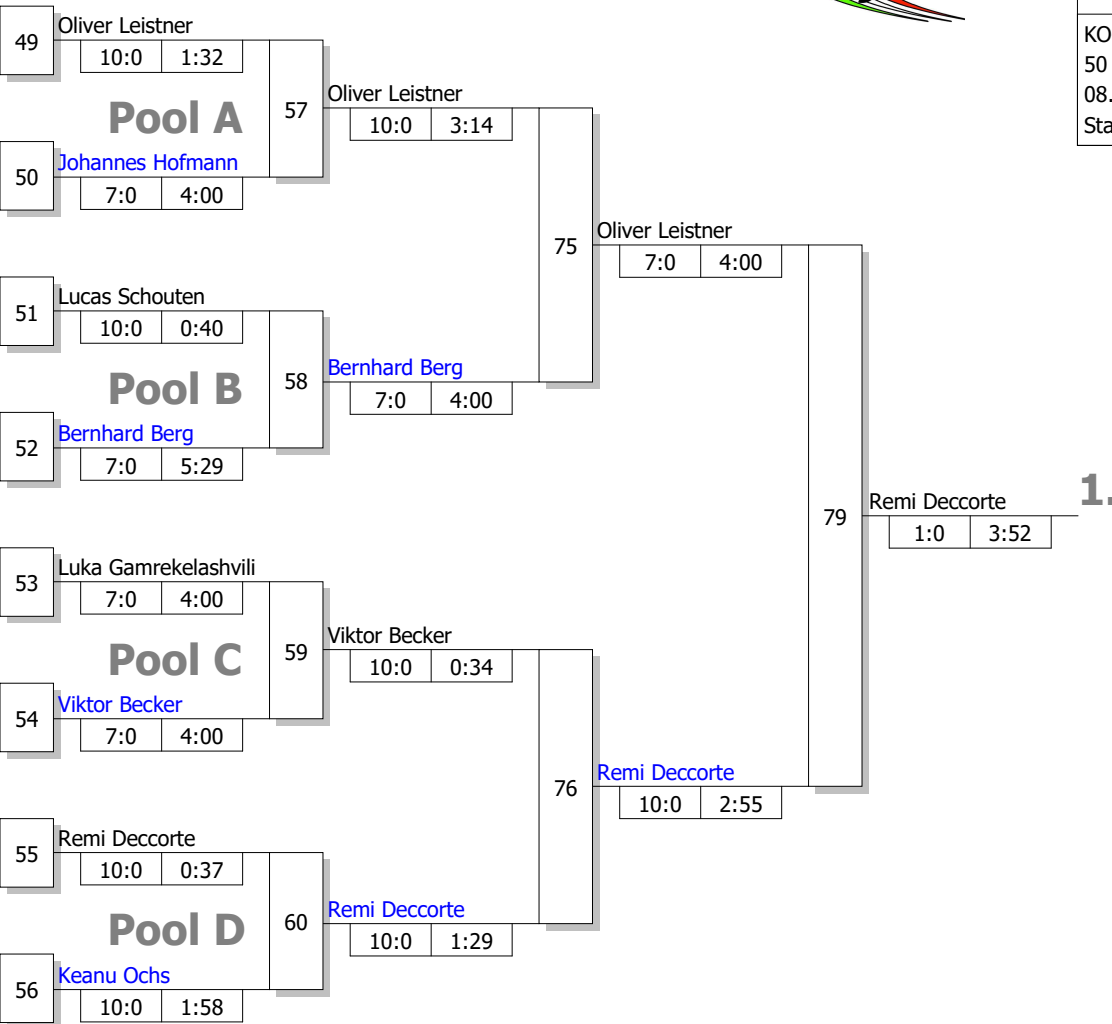 49
Oliver Leistner
10:0 1:32
Pool A
57
Oliver Leistner
10:0 3:14
50
Johannes Hofmann
7:0 4:00
75
Oliver Leistner
7:0 4:00
51
Lucas Schouten
10:0 0:40
Pool B
58
Bernhard Berg
7:0 4:00
52
Bernhard Berg
7:0 5:29
79
Remi Deccorte
1:0 3:52
1.
53
Luka Gamrekelashvili
7:0 4:00
Pool C
59
Viktor Becker
10:0 0:34
54
Viktor Becker
7:0 4:00
76
Remi Deccorte
10:0 2:55
55
Remi Deccorte
10:0 0:37
Pool D
60
Remi Deccorte
10:0 1:29
56
Keanu Ochs
10:0 1:58
KO
50
08.
Sta